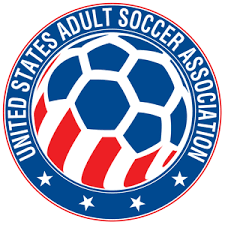 UNITED STATES ADULT SOCCER ASSOCIATION